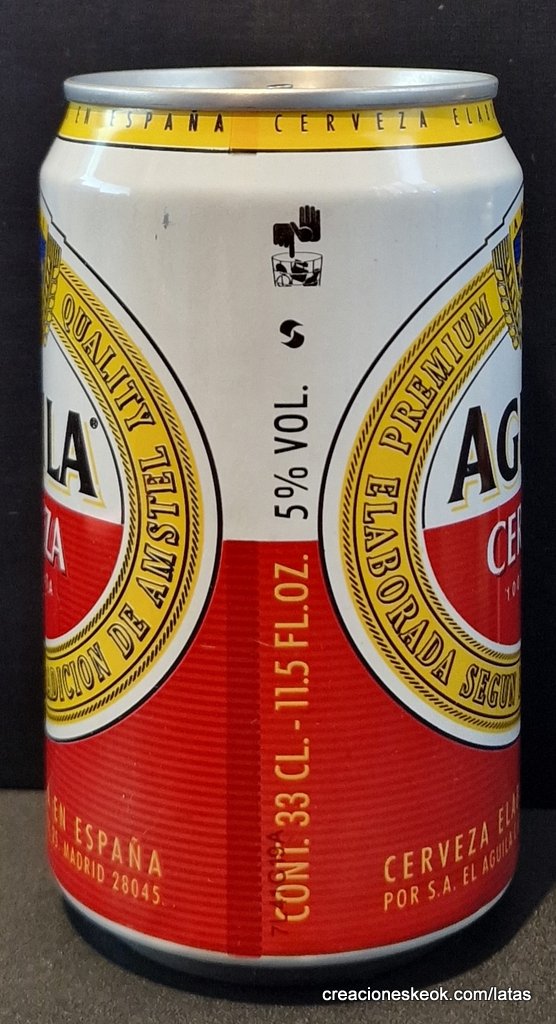 EN ESPAÑA CERVEZA ELA
QUALITY
DICION DE AMSTEL
LA®
ZA
PREMIUM
ELABORADA SEGUN
AG
CER
5% VOL.
CONT. 33 CL. - 11.5 FL.OZ.
EN ESPAÑA
MADRID 28045
CERVEZA ELA
POR S.A. EL AGUILA
creacioneskeok.com/latas